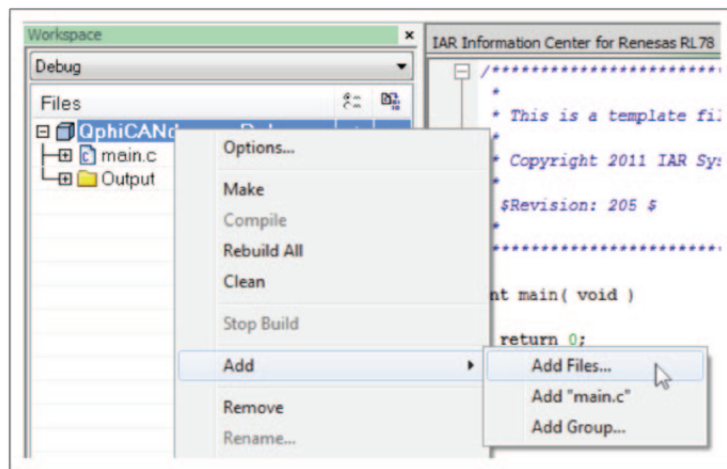 Workspace
Debug
Files
QphiCANd
main.c
Output
Options...
Make
Compile
Rebuild All
Clean
Stop Build
Add
Remove
Rename...
Add Files...
Add "main.c"
Add Group...
IAR Information Center for Renesas RL78
/**************************
*
* This is a template fil
*
* Copyright 2011 IAR Sys
*
$Revision: 205 $
*
**************************
nt main( void )
return 0;